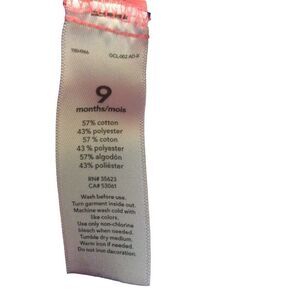 9
months/mois
57% cotton
43% polyester
57 % coton
43 % polyester
57% algodón
43% poliéster
RN# 35623
CA# 53061
Wash before use.
Turn garment inside out.
Machine wash cold with
like colors.
Use only non-chlorine
bleach when needed.
Tumble dry medium.
Warm iron if needed.
Do not iron decoration.